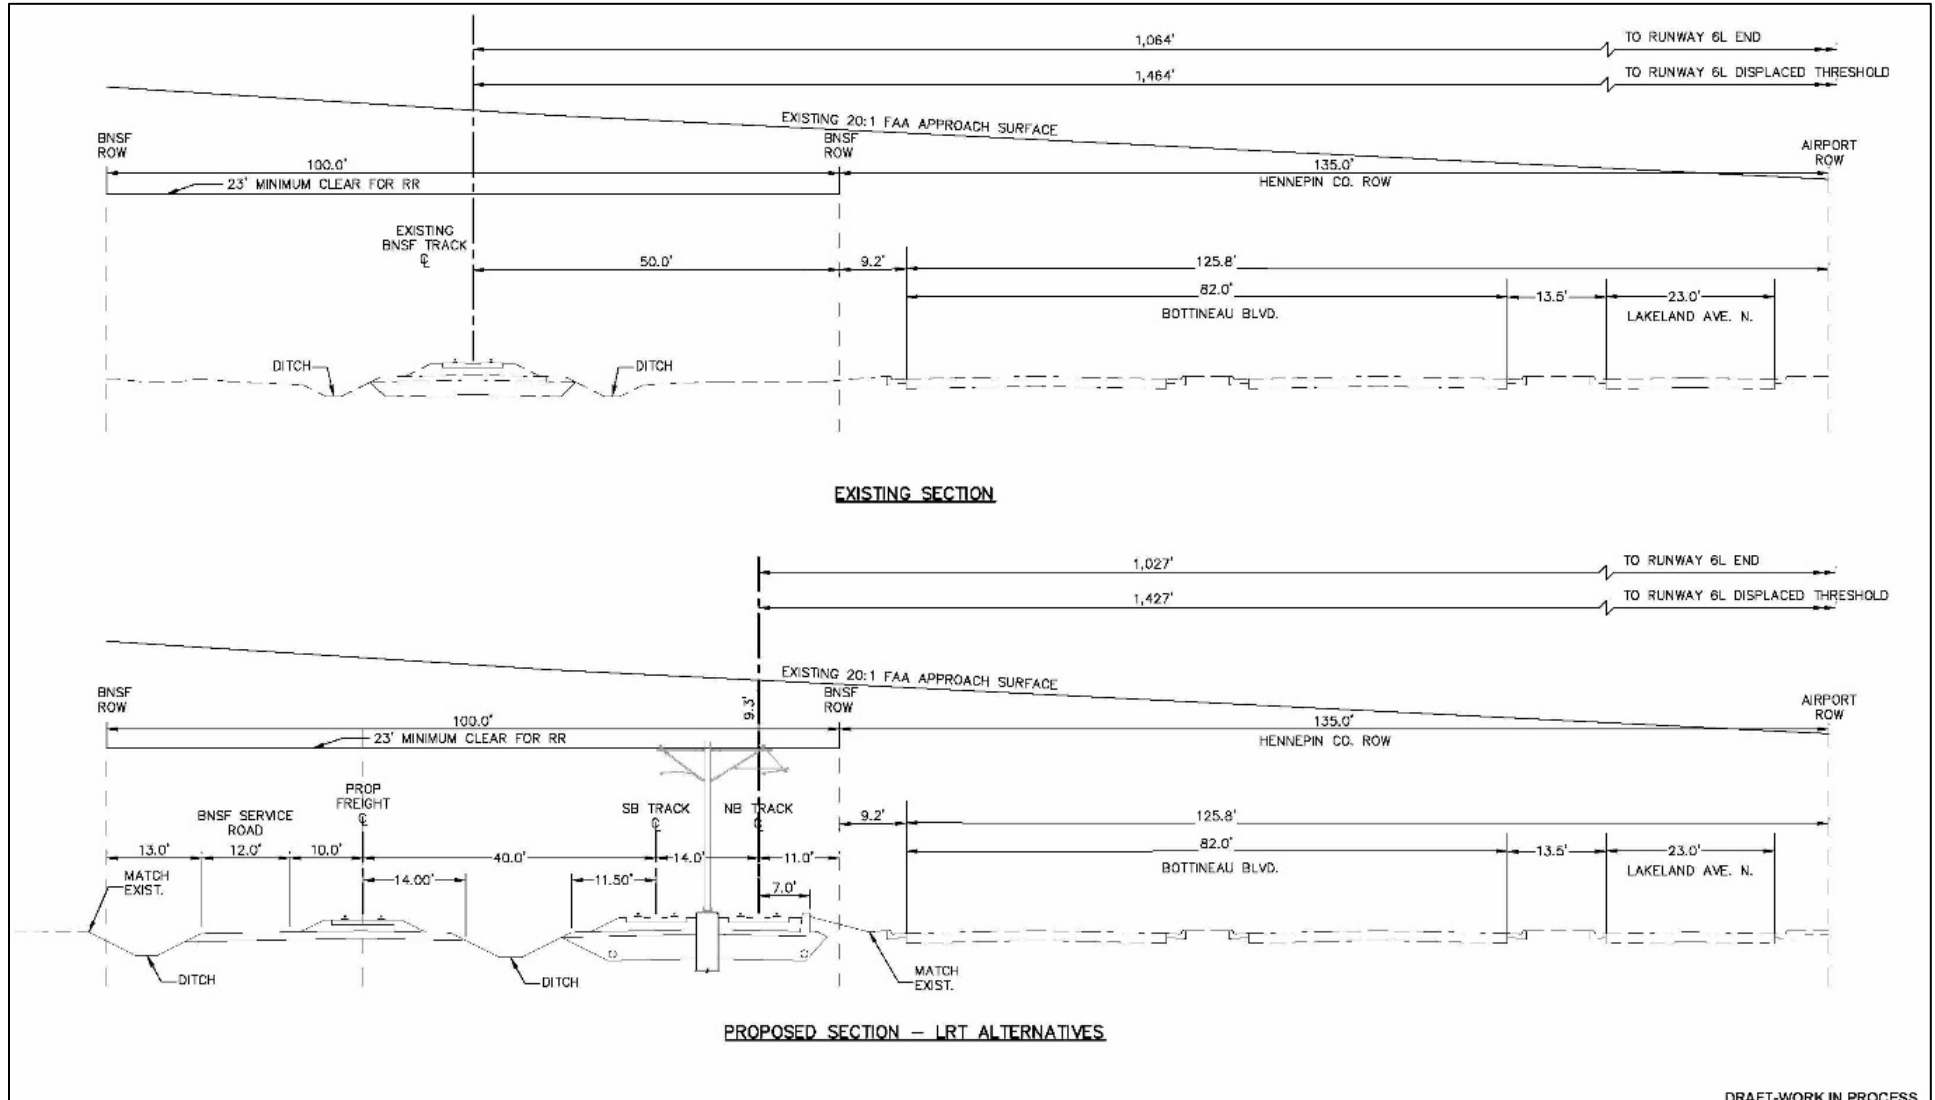 1,064'
TO RUNWAY 6L END
1,464'
TO RUNWAY 6L DISPLACED THRESHOLD
EXISTING 20:1 FAA APPROACH SURFACE
BNSF
ROW
BNSF
ROW
AIRPORT
ROW
100.0'
135.0'
23' MINIMUM CLEAR FOR RR
HENNEPIN CO. ROW
EXISTING
BNSF TRACK
℄
50.0'
9.2'
125.8'
82.0'
13.5'
23.0'
BOTTINEAU BLVD.
LAKELAND AVE. N.
DITCH
DITCH
EXISTING SECTION
1,027'
TO RUNWAY 6L END
1,427'
TO RUNWAY 6L DISPLACED THRESHOLD
EXISTING 20:1 FAA APPROACH SURFACE
BNSF
ROW
9.3'
BNSF
ROW
AIRPORT
ROW
100.0'
135.0'
23' MINIMUM CLEAR FOR RR
HENNEPIN CO. ROW
PROP
FREIGHT
℄
BNSF SERVICE
ROAD
SB TRACK
℄
NB TRACK
℄
9.2'
125.8'
13.0'
12.0'
10.0'
40.0'
14.0'
11.0'
82.0'
13.5'
23.0'
BOTTINEAU BLVD.
LAKELAND AVE. N.
MATCH
EXIST.
14.00'
11.50'
7.0'
DITCH
DITCH
MATCH
EXIST.
PROPOSED SECTION – LRT ALTERNATIVES
DRAFT-WORK IN PROCESS